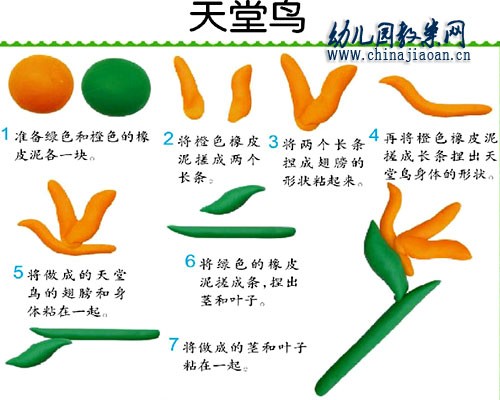 天堂鸟
幼儿园教案网
www.chinajiaoan.cn
1 准备绿色和橙色的橡
皮泥各一块。
2 将橙色橡皮
泥搓成两个
长条。
3 将两个长条
捏成翅膀的
形状粘起来。
4 再将橙色橡皮泥
搓成长条捏出天
堂鸟身体的形状。
5 将做成的天堂
鸟的翅膀和身
体粘在一起。
6 将绿色的橡皮
泥搓成条,捏出
茎和叶子。
7 将做成的茎和叶子
粘在一起。